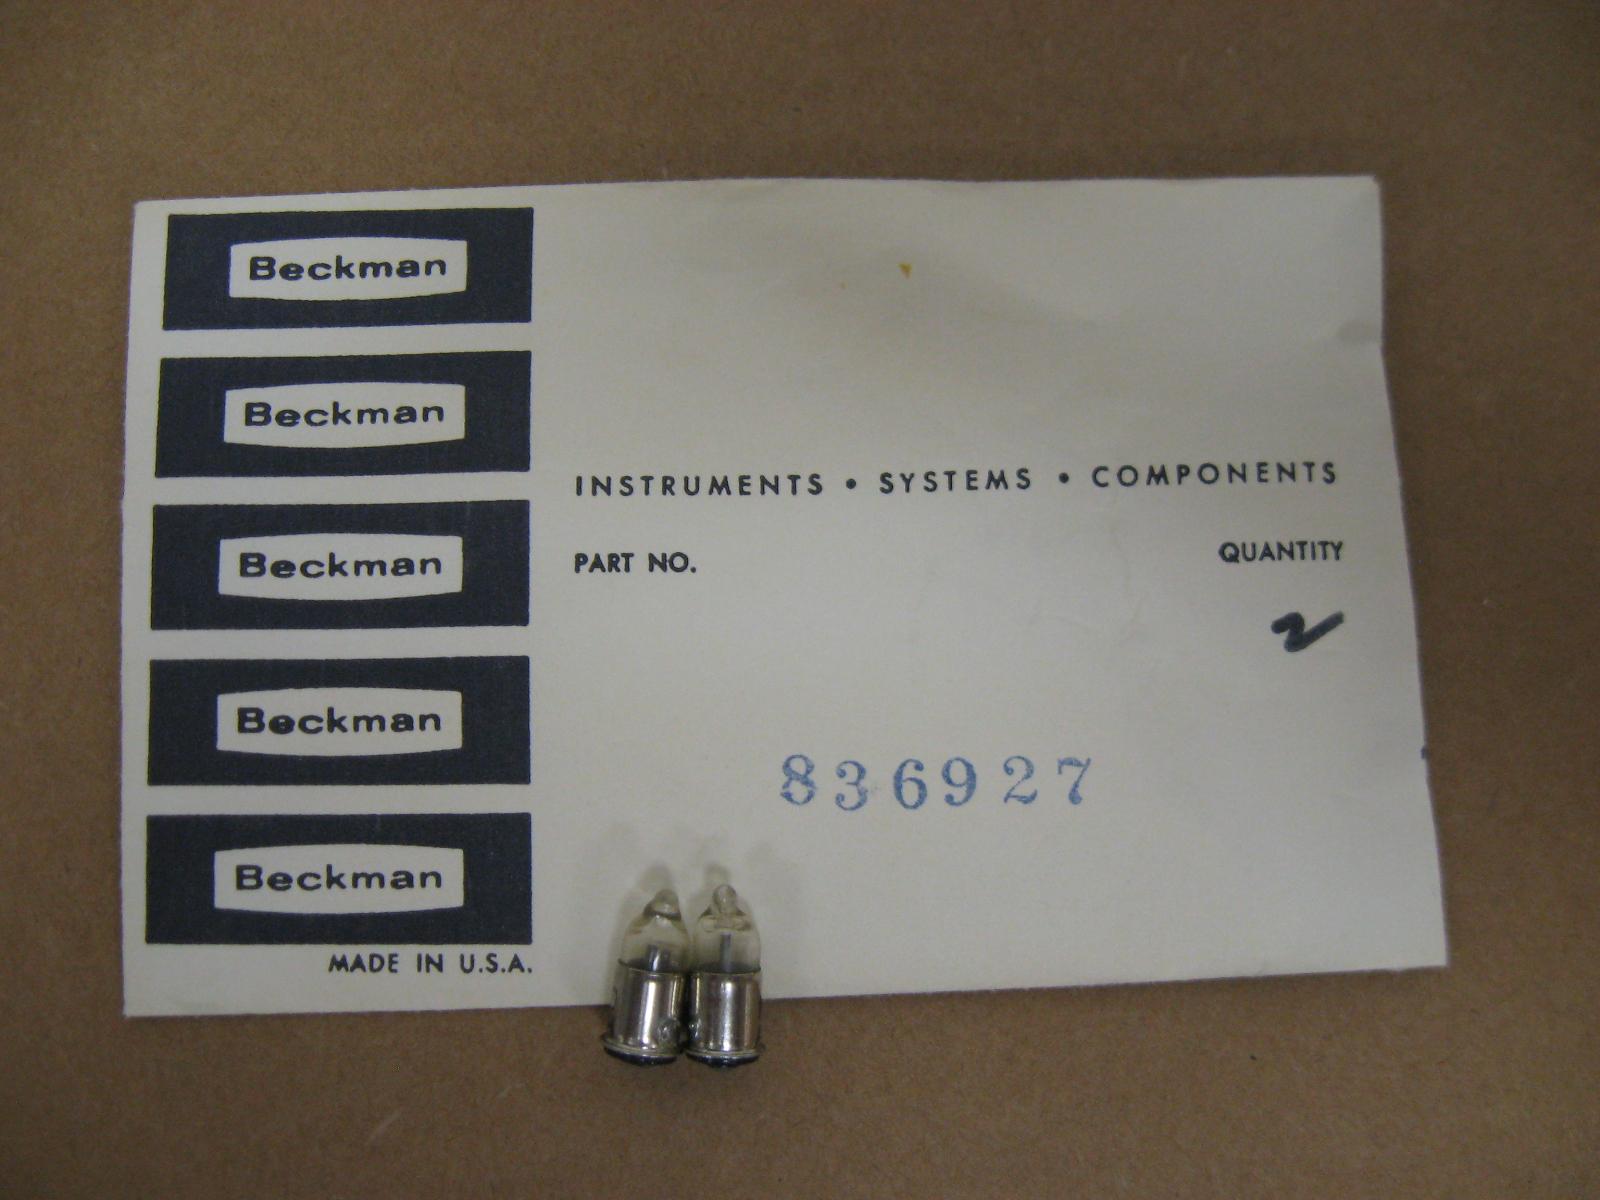 Beckman
Beckman
Beckman
Beckman
Beckman
MADE IN U.S.A.
INSTRUMENTS • SYSTEMS • COMPONENTS
PART NO.
QUANTITY
2
836927